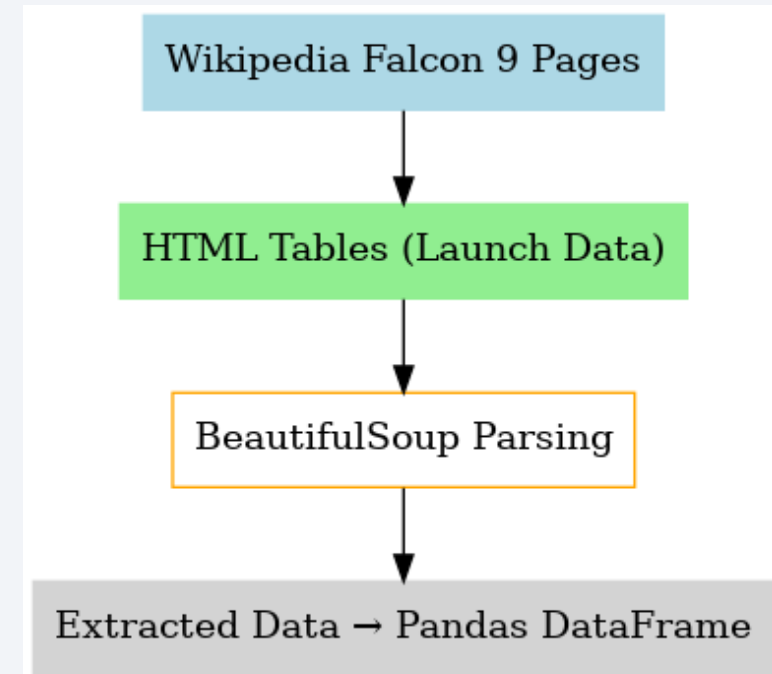 Wikipedia Falcon 9 Pages
HTML Tables (Launch Data)
BeautifulSoup Parsing
Extracted Data → Pandas DataFrame